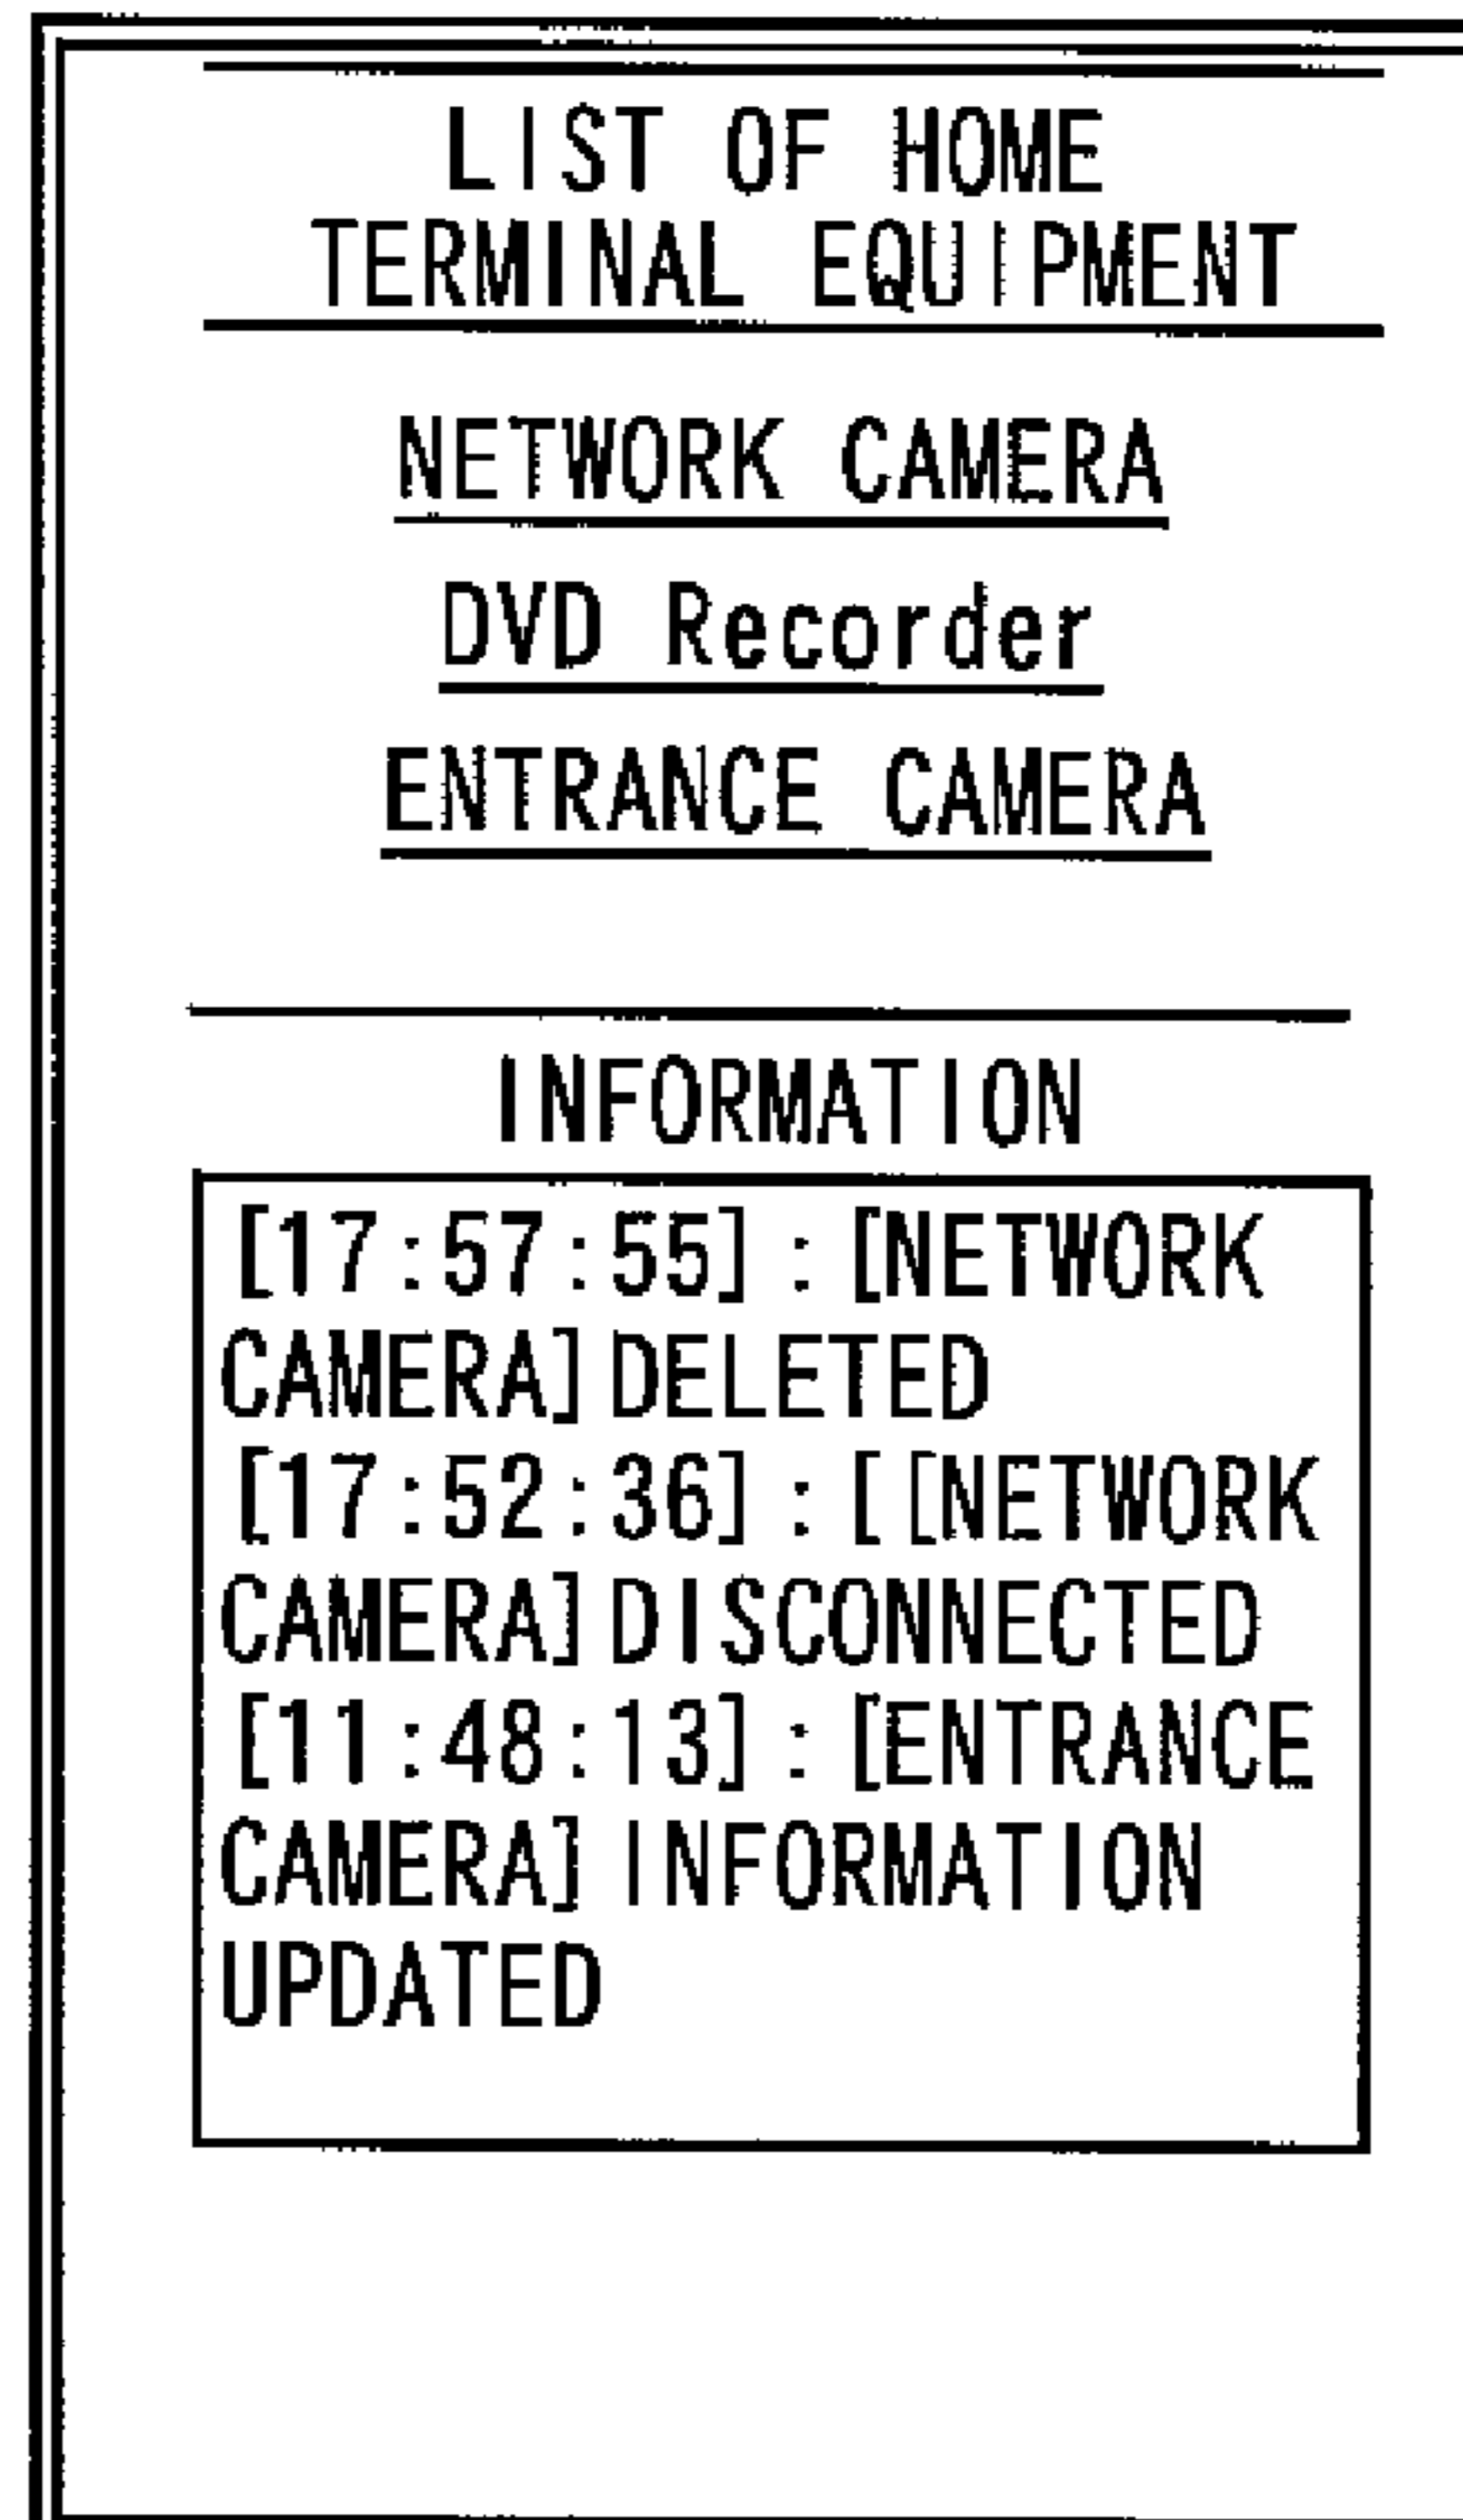 LIST OF HOME
TERMINAL EQUIPMENT
NETWORK CAMERA
DVD Recorder
ENTRANCE CAMERA
INFORMATION
[17:57:55]:[NETWORK
CAMERA]DELETED
[17:52:36]:[[NETWORK
CAMERA]DISCONNECTED
[11:48:13]:[ENTRANCE
CAMERA]INFORMATION
UPDATED